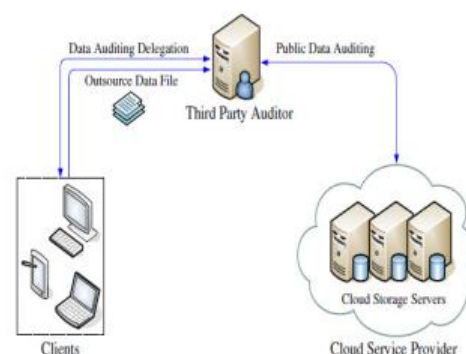 Data Auditing Delegation
Public Data Auditing
Outsource Data File
Third Party Auditor
Cloud Storage Servers
Clients
Cloud Service Provider